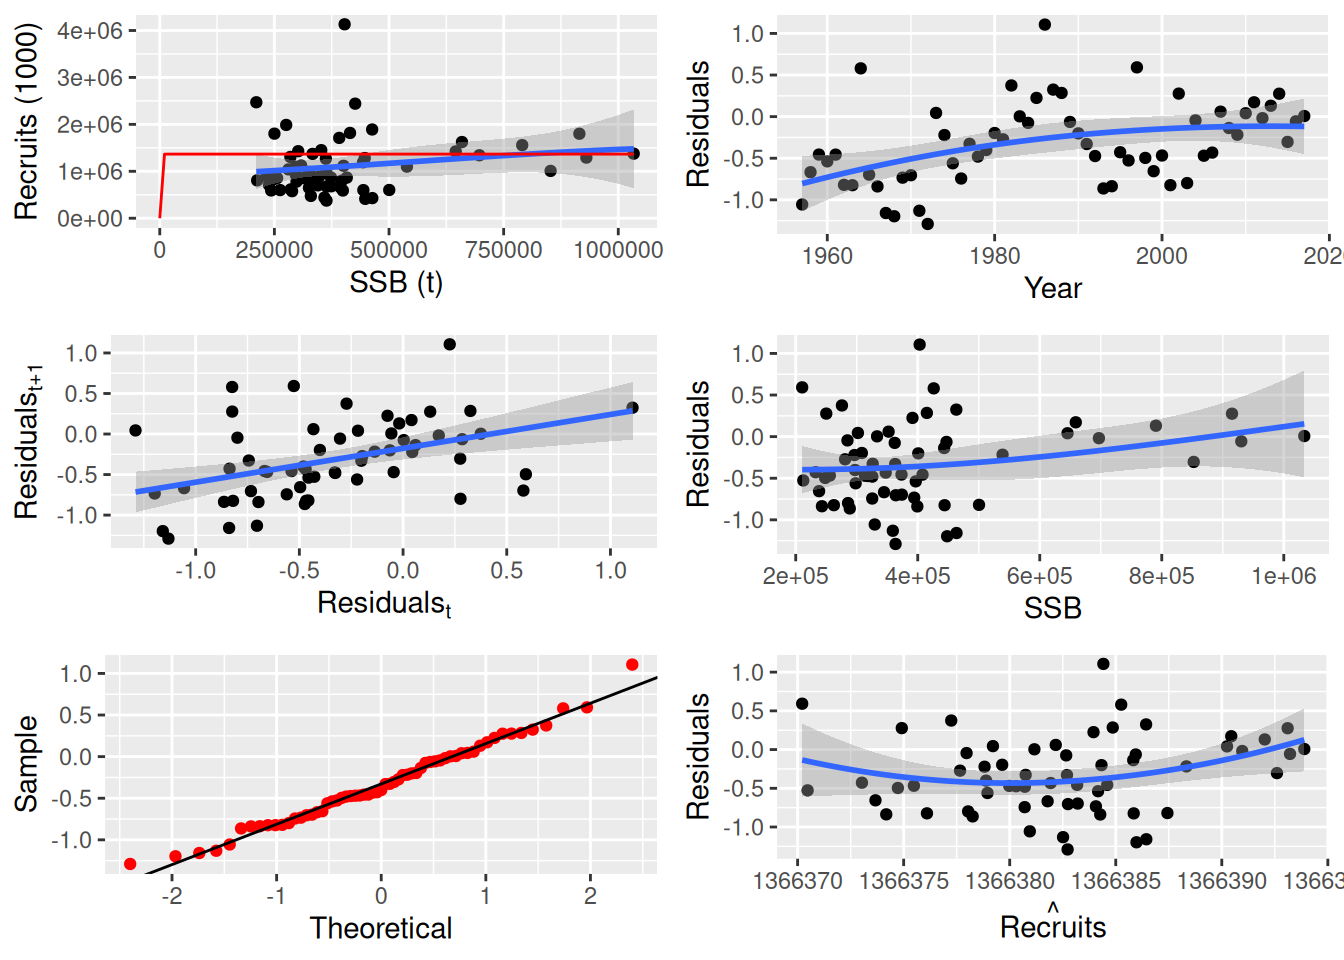 4e+06
3e+06
2e+06
1e+06
0e+00
Recruits (1000)
0 250000 500000 750000 1000000
SSB (t)
1.0
0.5
0.0
-0.5
-1.0
Residuals
1960 1980 2000 202
Year
1.0
0.5
0.0
-0.5
-1.0
Residualst+1
-1.0 -0.5 0.0 0.5 1.0
Residualst
1.0
0.5
0.0
-0.5
-1.0
Residuals
2e+05 4e+05 6e+05 8e+05 1e+06
SSB
1.0
0.5
0.0
-0.5
-1.0
Sample
-2 -1 0 1 2
Theoretical
1.0
0.5
0.0
-0.5
-1.0
Residuals
1366370 1366375 1366380 1366385 1366390 13663
^
Recruits